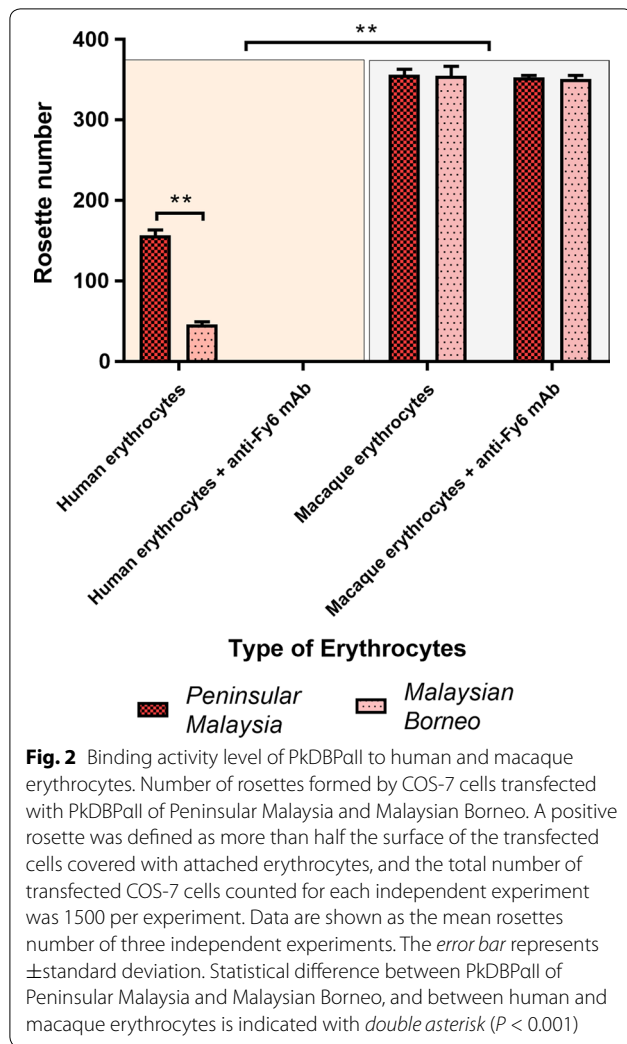 400
**
300
200
**
100
0
Rosette number
Human erythrocytes
Human erythrocytes + anti-Fy6 mAb
Macaque erythrocytes
Macaque erythrocytes + anti-Fy6 mAb
Type of Erythrocytes
Peninsular
Malaysia
Malaysian
Borneo
Fig. 2 Binding activity level of PkDBPαII to human and macaque
erythrocytes. Number of rosettes formed by COS-7 cells transfected
with PkDBPαII of Peninsular Malaysia and Malaysian Borneo. A positive
rosette was defined as more than half the surface of the transfected
cells covered with attached erythrocytes, and the total number of
transfected COS-7 cells counted for each independent experiment
was 1500 per experiment. Data are shown as the mean rosettes
number of three independent experiments. The error bar represents
±standard deviation. Statistical difference between PkDBPαII of
Peninsular Malaysia and Malaysian Borneo, and between human and
macaque erythrocytes is indicated with double asterisk (P < 0.001)